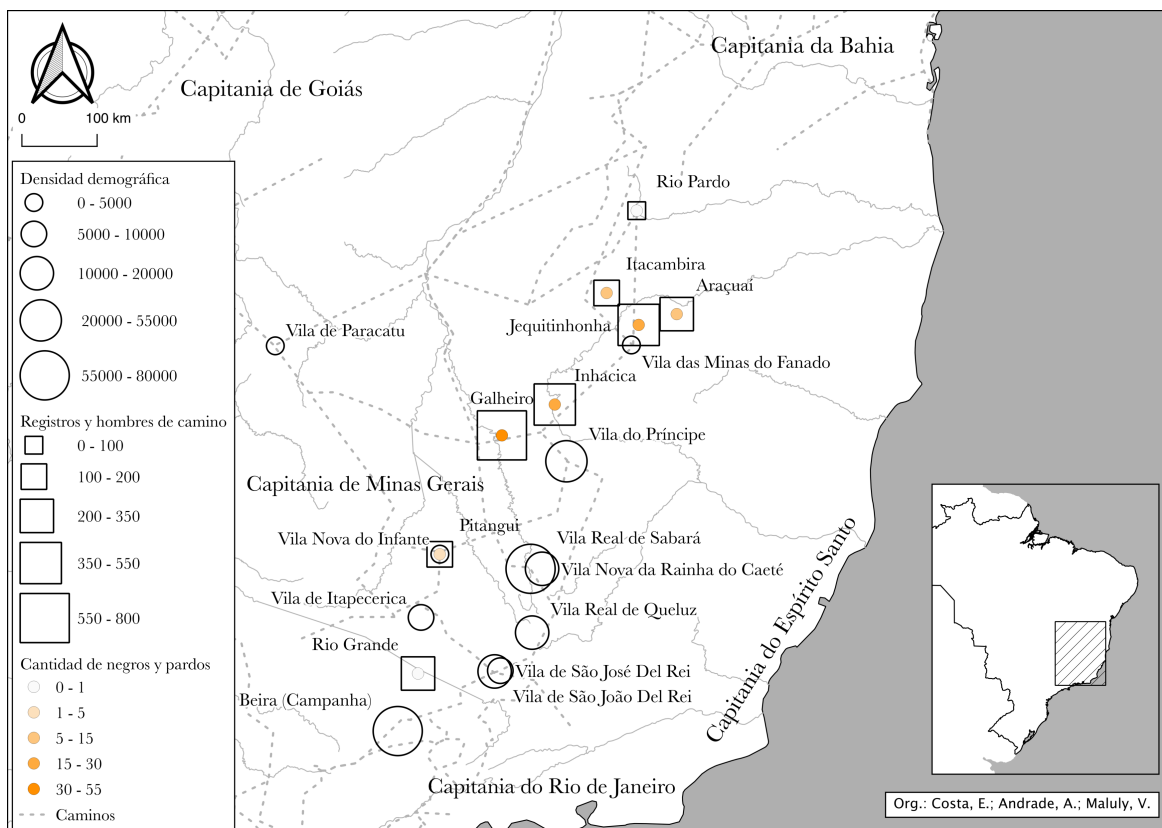 Capitania da Bahia
Capitania de Goiás
0 100 km
Densidad demográfica
0 - 5000
5000 - 10000
10000 - 20000
20000 - 55000
55000 - 80000
Registros y hombres de camino
0 - 100
100 - 200
200 - 350
350 - 550
550 - 800
Cantidad de negros y pardos
0 - 1
1 - 5
5 - 15
15 - 30
30 - 55
Caminos
Rio Pardo
Itacambira
Araçuaí
Jequitinhonha
Vila de Paracatu
Vila das Minas do Fanado
Inhacica
Galheiro
Vila do Príncipe
Capitania de Minas Gerais
Pitangui
Vila Nova do Infante
Vila Real de Sabará
Vila Nova da Rainha do Caeté
Vila de Itapecerica
Vila Real de Queluz
Rio Grande
Vila de São José Del Rei
Vila de São João Del Rei
Beira (Campanha)
Capitania do Espírito Santo
Capitania do Rio de Janeiro
Org.: Costa, E.; Andrade, A.; Maluly, V.